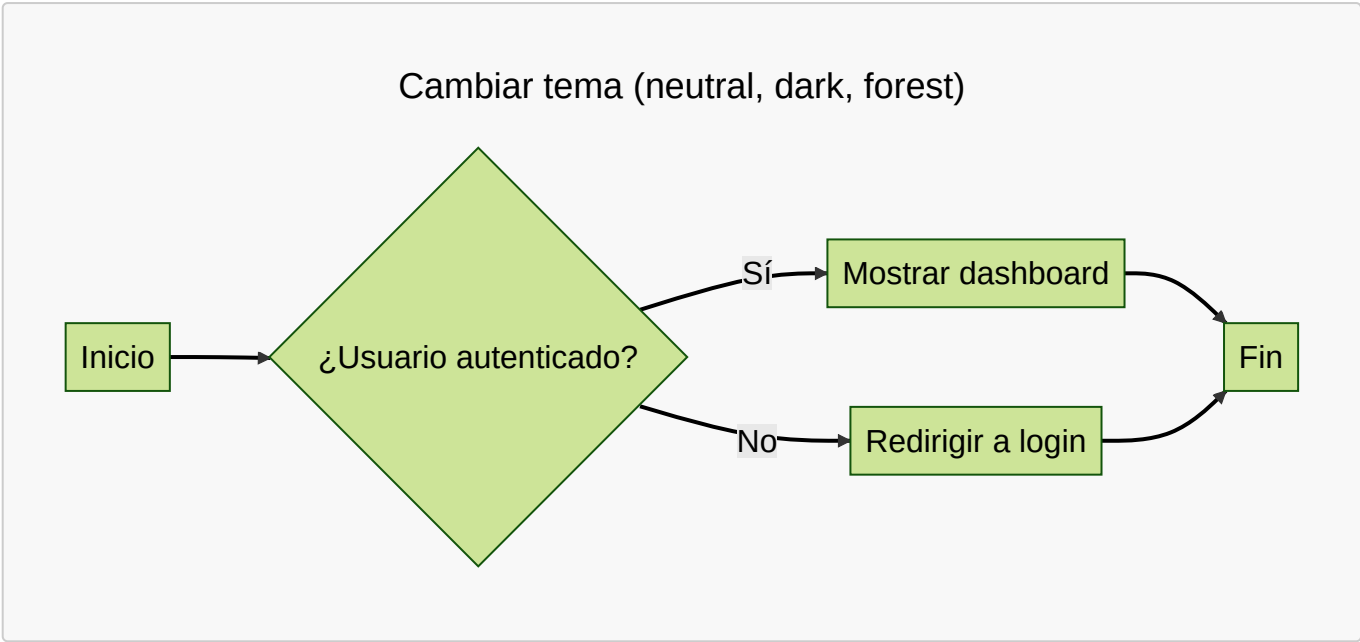 Cambiar tema (neutral, dark, forest)
Inicio
¿Usuario autenticado?
Sí
Mostrar dashboard
No
Redirigir a login
Fin